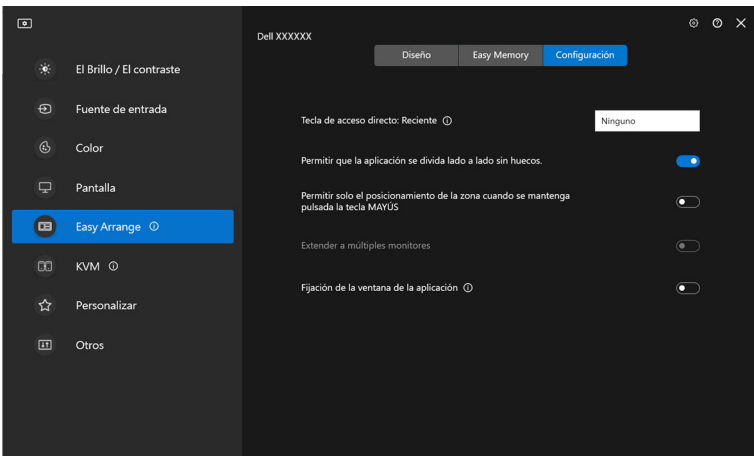 Dell XXXXXX
Diseño
Easy Memory
Configuración
El Brillo / El contraste
Fuente de entrada
Color
Pantalla
Easy Arrange
KVM
Personalizar
Otros
Tecla de acceso directo: Reciente
Ninguno
Permitir que la aplicación se divida lado a lado sin huecos.
Permitir solo el posicionamiento de la zona cuando se mantenga
pulsada la tecla MAYÚS
Extender a múltiples monitores
Fijación de la ventana de la aplicación